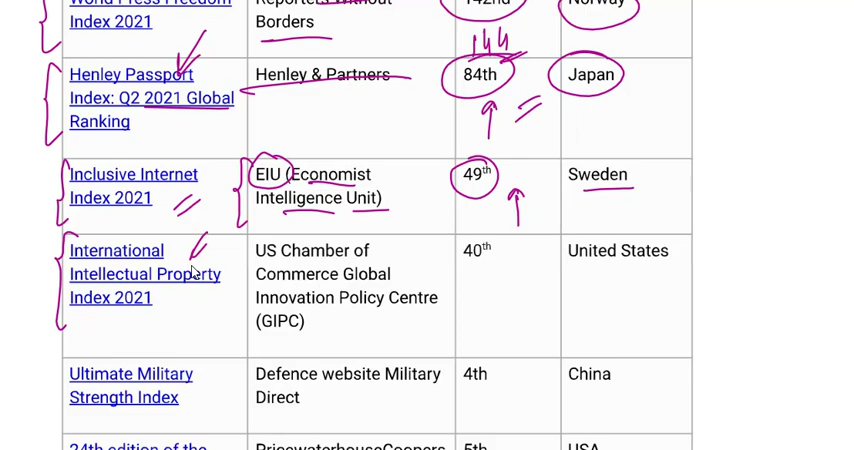 World Press Freedom
Index 2021
Reporters Without
Borders
142nd
Norway
144
Henley Passport
Index: Q2 2021 Global
Ranking
Henley & Partners
84th
Japan
Inclusive Internet
Index 2021
EIU (Economist
Intelligence Unit)
49th
Sweden
International
Intellectual Property
Index 2021
US Chamber of
Commerce Global
Innovation Policy Centre
(GIPC)
40th
United States
Ultimate Military
Strength Index
Defence website Military
Direct
4th
China
24th edition of the
PricewaterhouseCoopers
5th
USA